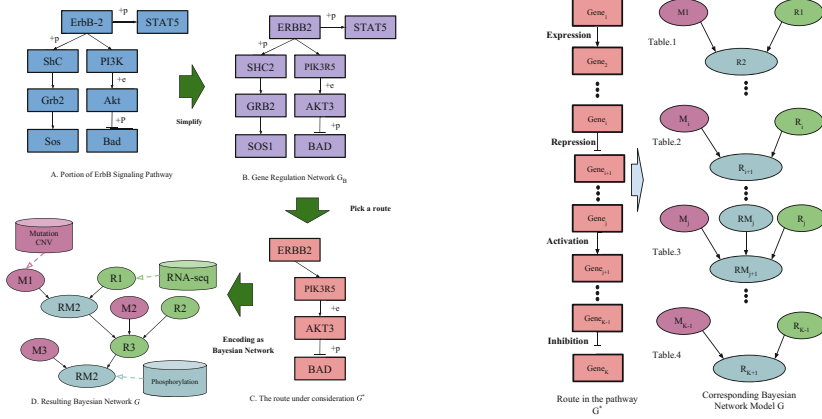 +p
ErbB-2
STAT5
+p
ShC
PI3K
+e
Grb2
Akt
+P
Sos
Bad
A. Portion of ErbB Signaling Pathway
Simplify
+p
ERBB2
STAT5
+p
SHC2
PIK3R5
+e
GRB2
AKT3
+p
SOS1
BAD
B. Gene Regulation Network G_B
Pick a route
ERBB2
PIK3R5
+e
AKT3
+p
BAD
C. The route under consideration G*
Encoding as
Bayesian Network
Mutation
CNV
M1
R1
RNA-seq
RM2
M2
R2
M3
R3
RM2
Phosphorylation
D. Resulting Bayesian Network G
Gene_1
Expression
Gene_2
Gene_i
Repression
Gene_i+1
Gene_j
Activation
Gene_j+1
Gene_K-1
Inhibition
Gene_K
Route in the pathway
G*
M1
R1
Table.1
R2
M_i
R_i
Table.2
R_i+1
M_j
RM_j
R_j
Table.3
RM_j+1
M_K-1
R_K-1
Table.4
R_K+1
Corresponding Bayesian
Network Model G